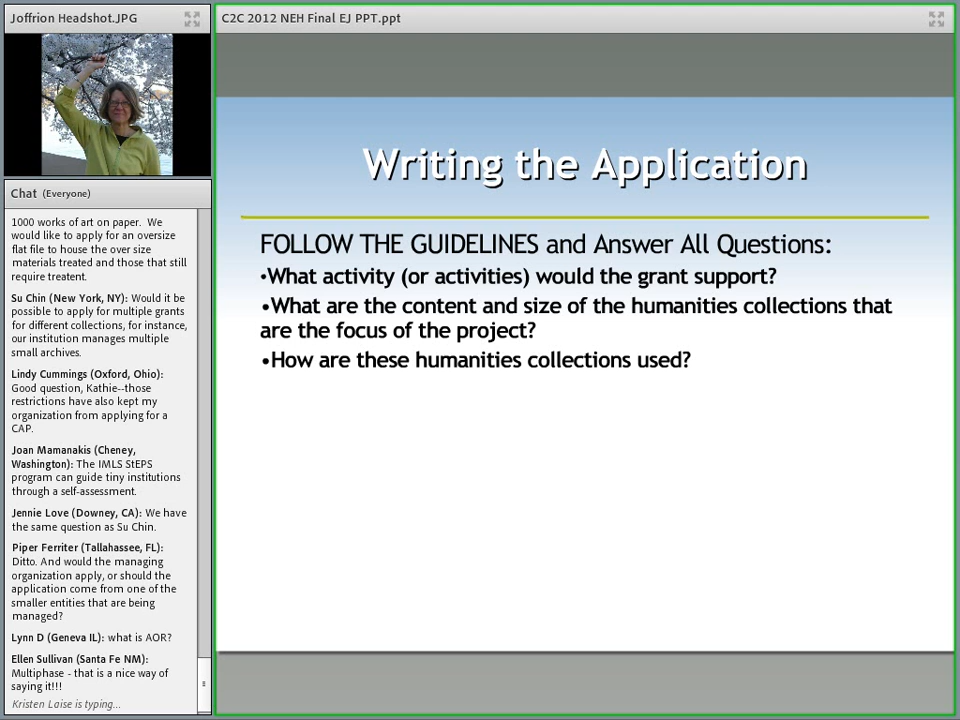 Joffrion Headshot.JPG
C2C 2012 NEH Final EJ PPT.ppt
Chat (Everyone)
1000 works of art on paper. We
would like to apply for an oversize
flat file to house the over size
materials treated and those that still
require treatent.
Su Chin (New York, NY): Would it be
possible to apply for multiple grants
for different collections, for instance,
our institution manages multiple
small archives.
Lindy Cummings (Oxford, Ohio):
Good question, Kathie--those
restrictions have also kept my
organization from applying for a
CAP.
Joan Mamanakis (Cheney,
Washington): The IMLS StEPS
program can guide tiny institutions
through a self-assessment.
Jennie Love (Downey, CA): We have
the same question as Su Chin.
Piper Ferriter (Tallahassee, FL):
Ditto. And would the managing
organization apply, or should the
application come from one of the
smaller entities that are being
managed?
Lynn D (Geneva IL): what is AOR?
Ellen Sullivan (Santa Fe NM):
Multiphase - that is a nice way of
saying it!!!
Kristen Laise is typing...
Writing the Application
FOLLOW THE GUIDELINES and Answer All Questions:
•What activity (or activities) would the grant support?
•What are the content and size of the humanities collections that
are the focus of the project?
•How are these humanities collections used?